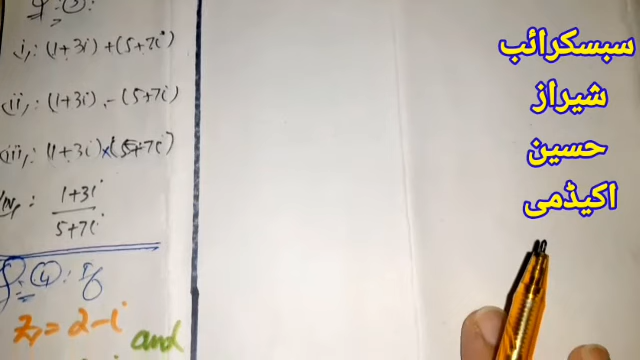 Q:(3):
i,: (1+3i)+(5+7i)
ii,: (1+3i) - (5+7i)
iii,: (1+3i)×(5+7i)
iv,: 1+3i
5+7i
Q:(4): If
Z₁ = 2-i and
سبسکرائب
شیراز
حسین
اکیڈمی